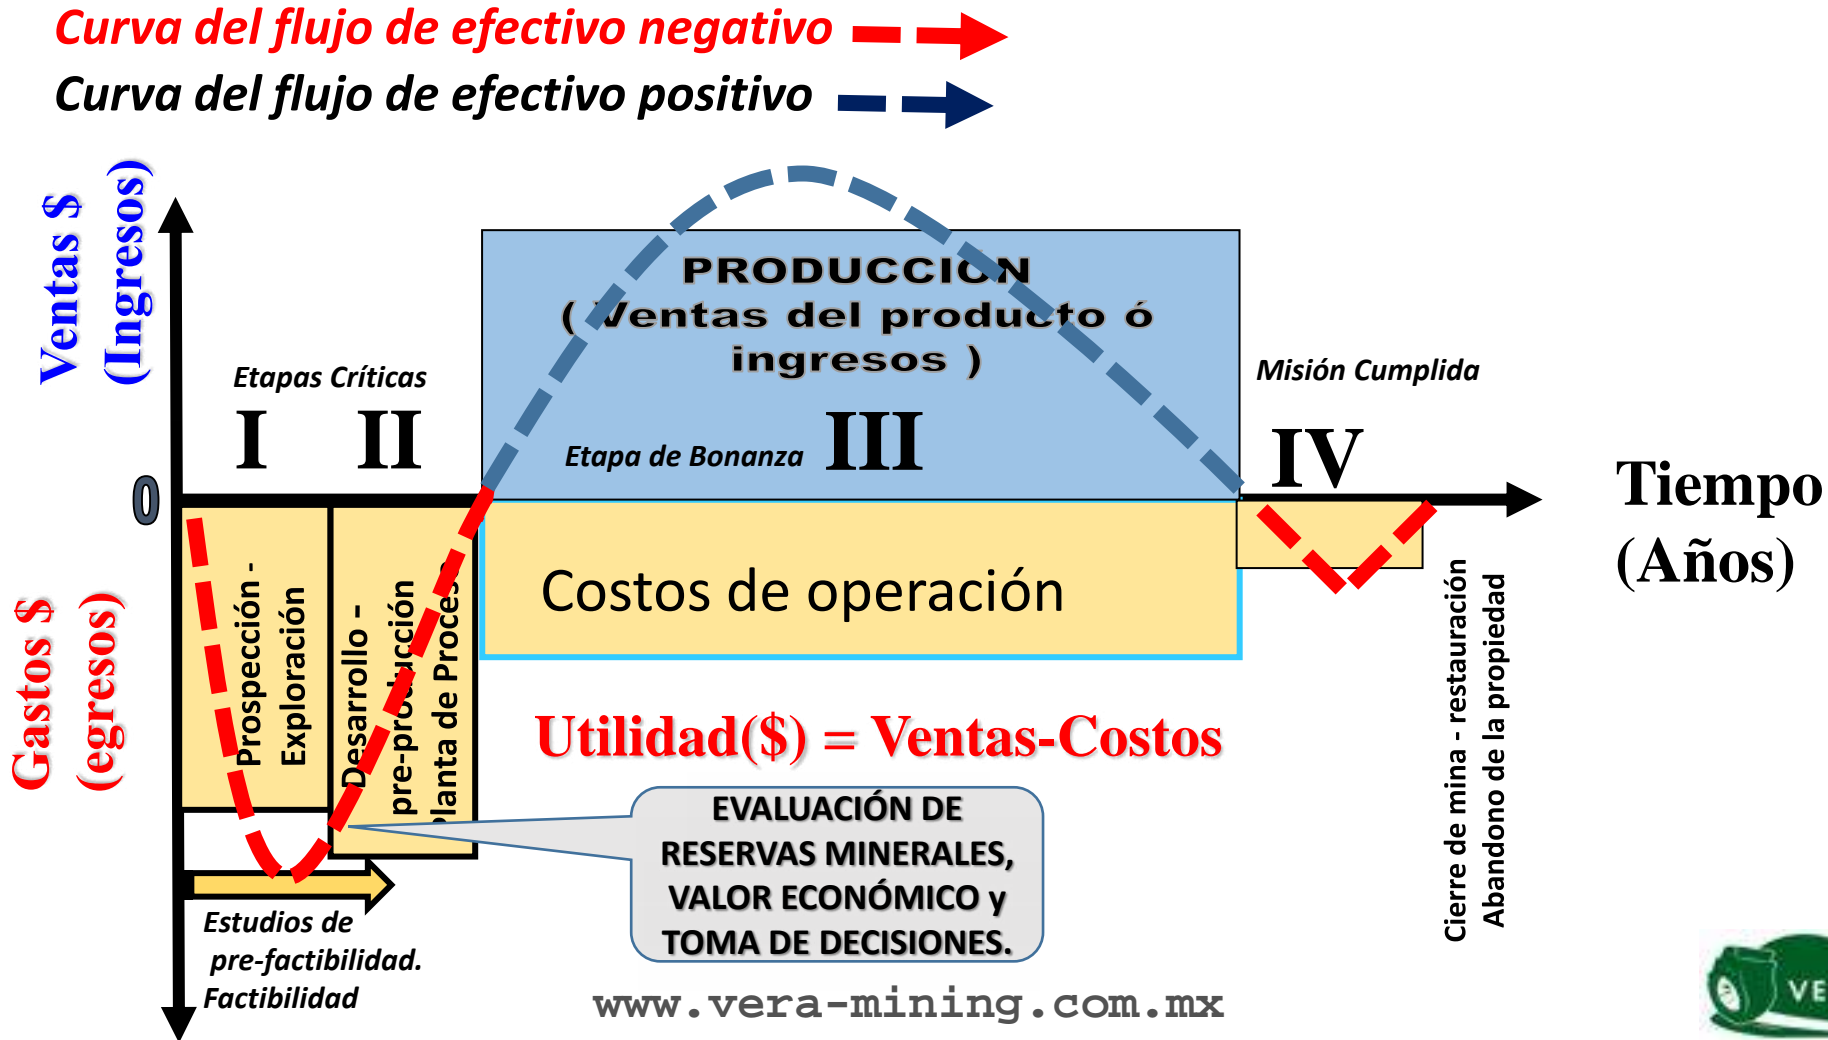 Curva del flujo de efectivo negativo
Curva del flujo de efectivo positivo
Ventas $
(Ingresos)
Etapas Críticas
I II
PRODUCCIÓN
( Ventas del producto ó
ingresos )
Etapa de Bonanza III
Misión Cumplida
IV
0
Tiempo
(Años)
Gastos $
(egresos)
Prospección -
Exploración
Desarrollo –
pre-producción
Planta de Proceso
Costos de operación
Utilidad($) = Ventas-Costos
EVALUACIÓN DE
RESERVAS MINERALES,
VALOR ECONÓMICO y
TOMA DE DECISIONES.
Cierre de mina - restauración
Abandono de la propiedad
Estudios de
pre-factibilidad.
Factibilidad
www.vera-mining.com.mx
VE